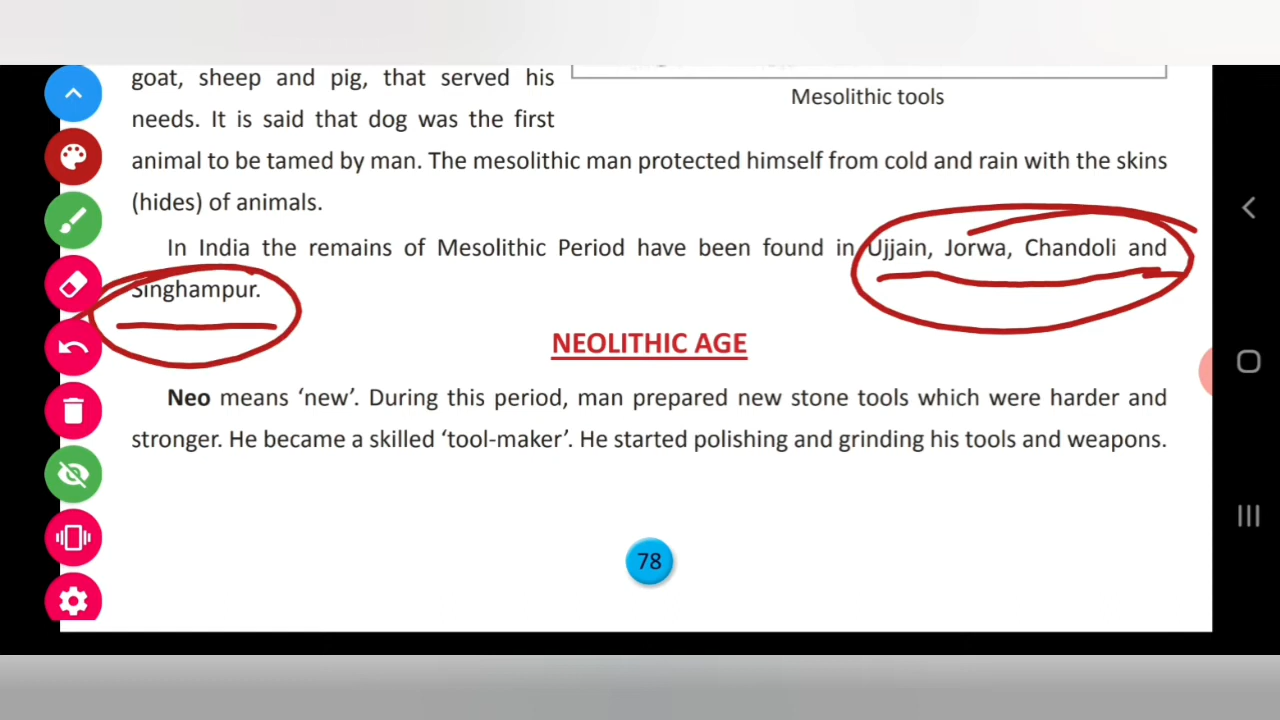 goat, sheep and pig, that served his
Mesolithic tools
needs. It is said that dog was the first
animal to be tamed by man. The mesolithic man protected himself from cold and rain with the skins
(hides) of animals.
In India the remains of Mesolithic Period have been found in Ujjain, Jorwa, Chandoli and
Singhampur.
NEOLITHIC AGE
Neo means ‘new’. During this period, man prepared new stone tools which were harder and
stronger. He became a skilled ‘tool-maker’. He started polishing and grinding his tools and weapons.
78